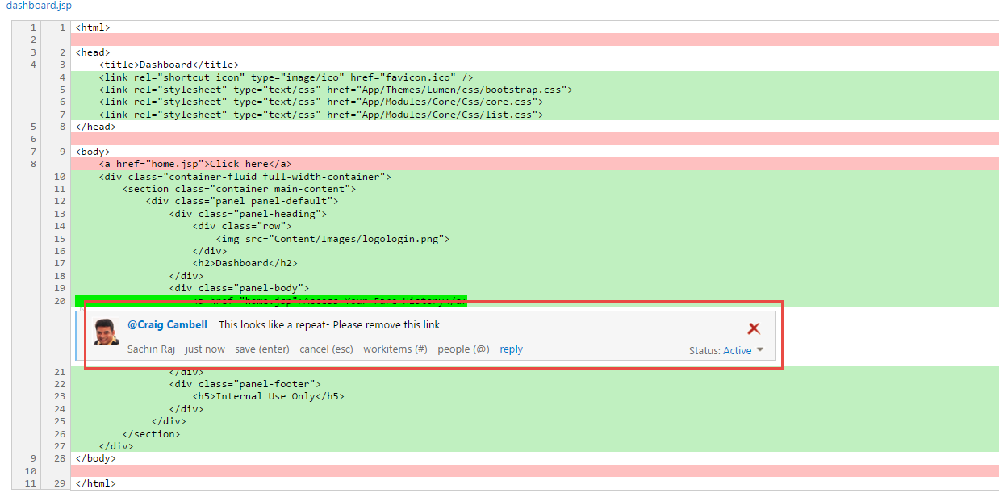 dashboard.jsp
1 1 <html>
2
3 2 <head>
4 3 <title>Dashboard</title>
4 <link rel="shortcut icon" type="image/ico" href="favicon.ico" />
5 <link rel="stylesheet" type="text/css" href="App/Themes/Lumen/css/bootstrap.css">
6 <link rel="stylesheet" type="text/css" href="App/Modules/Core/Css/core.css">
7 <link rel="stylesheet" type="text/css" href="App/Modules/Core/Css/list.css">
5 8 </head>
6
7 9 <body>
8 <a href="home.jsp">Click here</a>
10 <div class="container-fluid full-width-container">
11 <section class="container main-content">
12 <div class="panel panel-default">
13 <div class="panel-heading">
14 <div class="row">
15 <img src="Content/Images/logologin.png">
16 </div>
17 <h2>Dashboard</h2>
18 </div>
19 <div class="panel-body">
20 <a href="home.jsp">Access Your Fare History</a>
@Craig Cambell This looks like a repeat- Please remove this link
Sachin Raj - just now - save (enter) - cancel (esc) - workitems (#) - people (@) - reply
Status: Active
21 </div>
22 <div class="panel-footer">
23 <h5>Internal Use Only</h5>
24 </div>
25 </div>
26 </section>
27 </div>
9 28 </body>
10
11 29 </html>